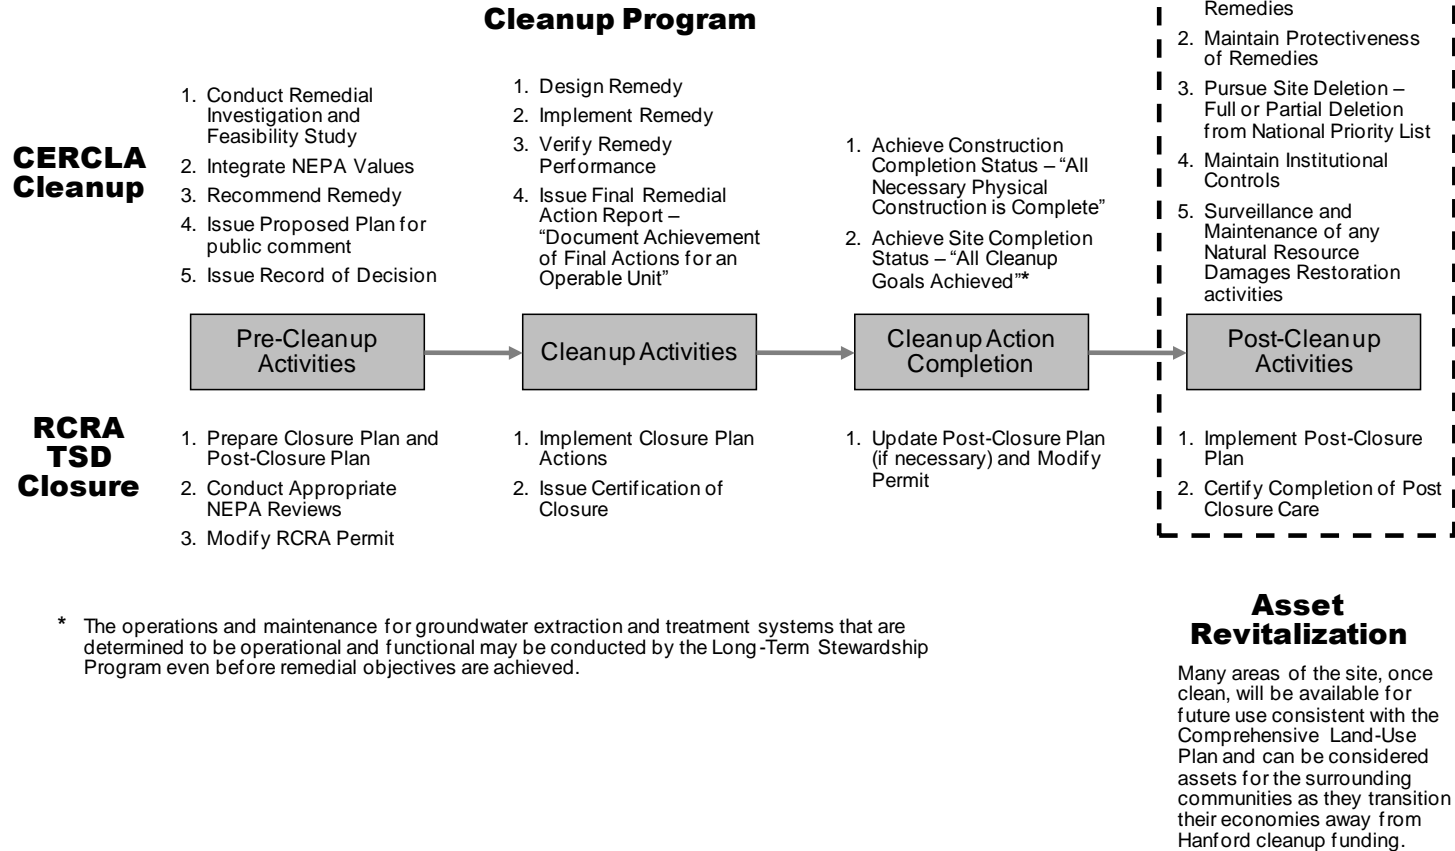 Cleanup Program
CERCLA
Cleanup
1. Conduct Remedial
Investigation and
Feasibility Study
2. Integrate NEPA Values
3. Recommend Remedy
4. Issue Proposed Plan for
public comment
5. Issue Record of Decision
1. Design Remedy
2. Implement Remedy
3. Verify Remedy
Performance
4. Issue Final Remedial
Action Report –
“Document Achievement
of Final Actions for an
Operable Unit”
1. Achieve Construction
Completion Status – “All
Necessary Physical
Construction is Complete”
2. Achieve Site Completion
Status – “All Cleanup
Goals Achieved”*
Remedies
2. Maintain Protectiveness
of Remedies
3. Pursue Site Deletion –
Full or Partial Deletion
from National Priority List
4. Maintain Institutional
Controls
5. Surveillance and
Maintenance of any
Natural Resource
Damages Restoration
activities
Pre-Cleanup
Activities
Cleanup Activities
Cleanup Action
Completion
Post-Cleanup
Activities
RCRA
TSD
Closure
1. Prepare Closure Plan and
Post-Closure Plan
2. Conduct Appropriate
NEPA Reviews
3. Modify RCRA Permit
1. Implement Closure Plan
Actions
2. Issue Certification of
Closure
1. Update Post-Closure Plan
(if necessary) and Modify
Permit
1. Implement Post-Closure
Plan
2. Certify Completion of Post
Closure Care
* The operations and maintenance for groundwater extraction and treatment systems that are
determined to be operational and functional may be conducted by the Long-Term Stewardship
Program even before remedial objectives are achieved.
Asset
Revitalization
Many areas of the site, once
clean, will be available for
future use consistent with the
Comprehensive Land-Use
Plan and can be considered
assets for the surrounding
communities as they transition
their economies away from
Hanford cleanup funding.